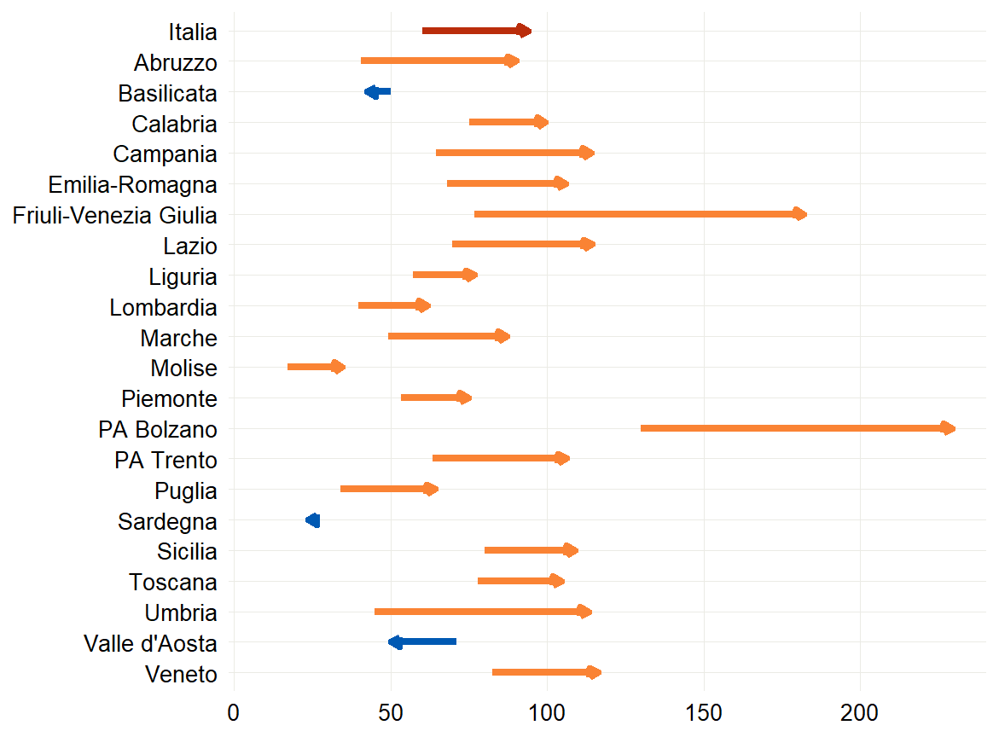 Italia
Abruzzo
Basilicata
Calabria
Campania
Emilia-Romagna
Friuli-Venezia Giulia
Lazio
Liguria
Lombardia
Marche
Molise
Piemonte
PA Bolzano
PA Trento
Puglia
Sardegna
Sicilia
Toscana
Umbria
Valle d'Aosta
Veneto
0 50 100 150 200